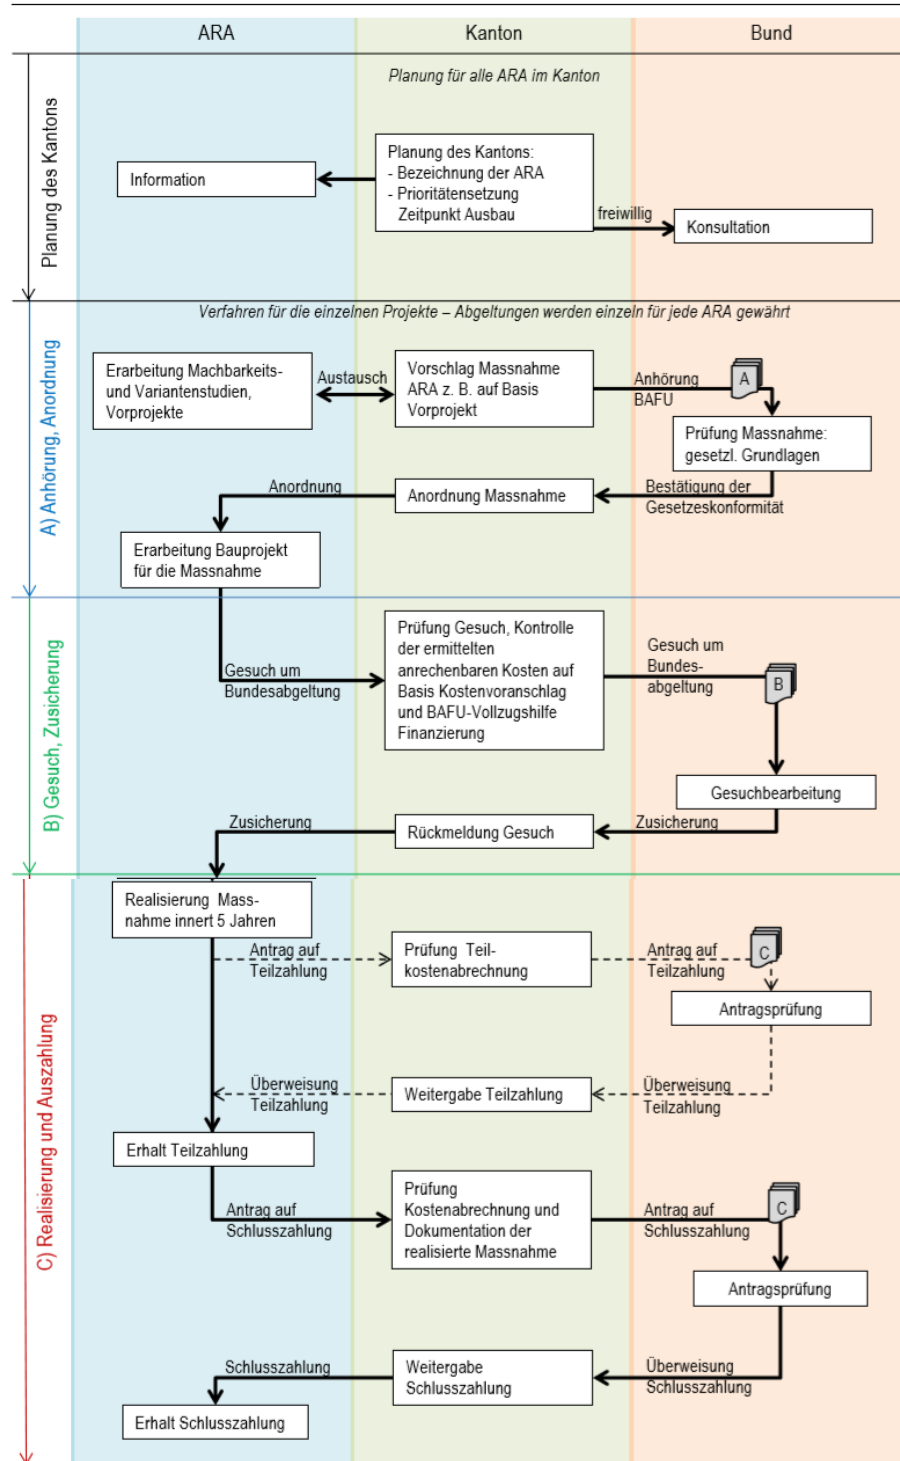 ARA
Kanton
Bund
Planung des Kantons
Planung für alle ARA im Kanton
Information
Planung des Kantons:
- Bezeichnung der ARA
- Prioritätensetzung
Zeitpunkt Ausbau
freiwillig
Konsultation
A) Anhörung, Anordnung
Verfahren für die einzelnen Projekte – Abgeltungen werden einzeln für jede ARA gewährt
Erarbeitung Machbarkeits-
und Variantenstudien,
Vorprojekte
Austausch
Vorschlag Massnahme
ARA z. B. auf Basis
Vorprojekt
Anhörung
BAFU
A
Prüfung Massnahme:
gesetzl. Grundlagen
Anordnung
Anordnung Massnahme
Bestätigung der
Gesetzeskonformität
Erarbeitung Bauprojekt
für die Massnahme
B) Gesuch, Zusicherung
Gesuch um
Bundesabgeltung
Prüfung Gesuch, Kontrolle
der ermittelten
anrechenbaren Kosten auf
Basis Kostenvoranschlag
und BAFU-Vollzugshilfe
Finanzierung
Gesuch um
Bundes-
abgeltung
B
Gesuchbearbeitung
Zusicherung
Rückmeldung Gesuch
Zusicherung
C) Realisierung und Auszahlung
Realisierung Mass-
nahme innert 5 Jahren
Antrag auf
Teilzahlung
Prüfung Teil-
kostenabrechnung
Antrag auf
Teilzahlung
C
Antragsprüfung
Überweisung
Teilzahlung
Weitergabe Teilzahlung
Überweisung
Teilzahlung
Erhalt Teilzahlung
Antrag auf
Schlusszahlung
Prüfung
Kostenabrechnung und
Dokumentation der
realisierte Massnahme
Antrag auf
Schlusszahlung
C
Antragsprüfung
Schlusszahlung
Weitergabe
Schlusszahlung
Überweisung
Schlusszahlung
Erhalt Schlusszahlung